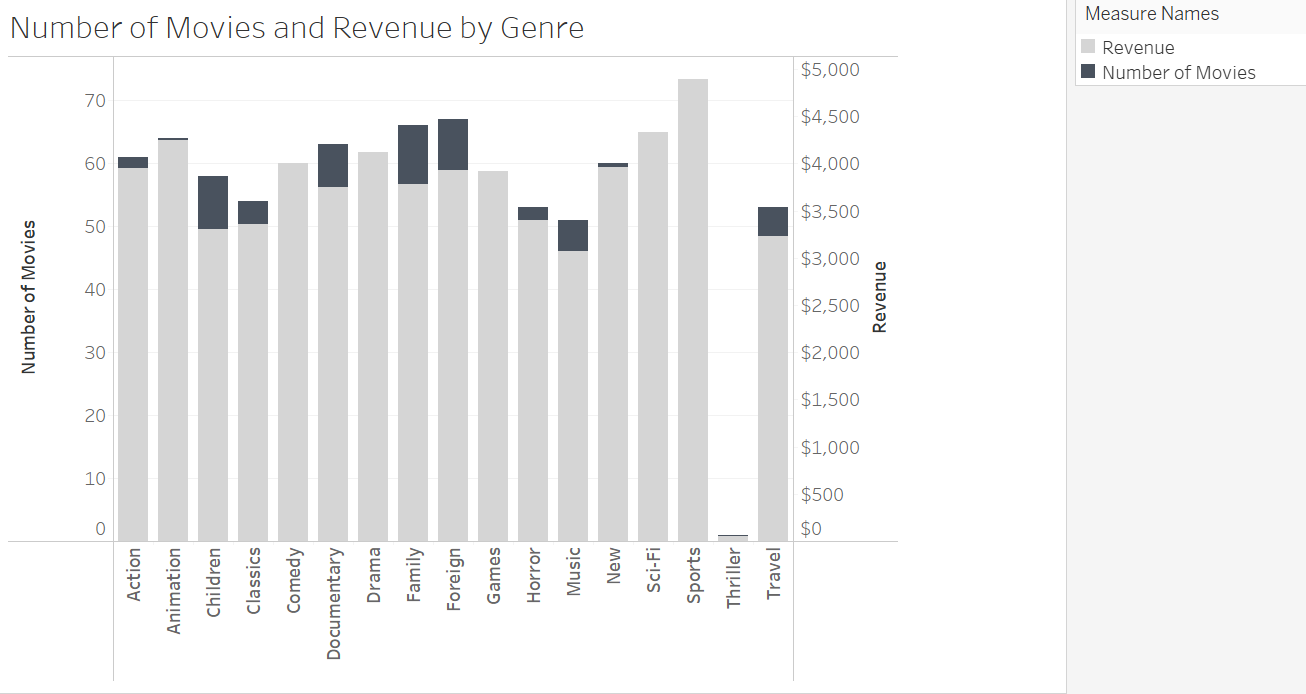 Number of Movies and Revenue by Genre
Measure Names
Revenue
Number of Movies
Number of Movies
70
60
50
40
30
20
10
0
$5,000
$4,500
$4,000
$3,500
$3,000
$2,500
$2,000
$1,500
$1,000
$500
$0
Revenue
Action
Animation
Children
Classics
Comedy
Documentary
Drama
Family
Foreign
Games
Horror
Music
New
Sci-Fi
Sports
Thriller
Travel